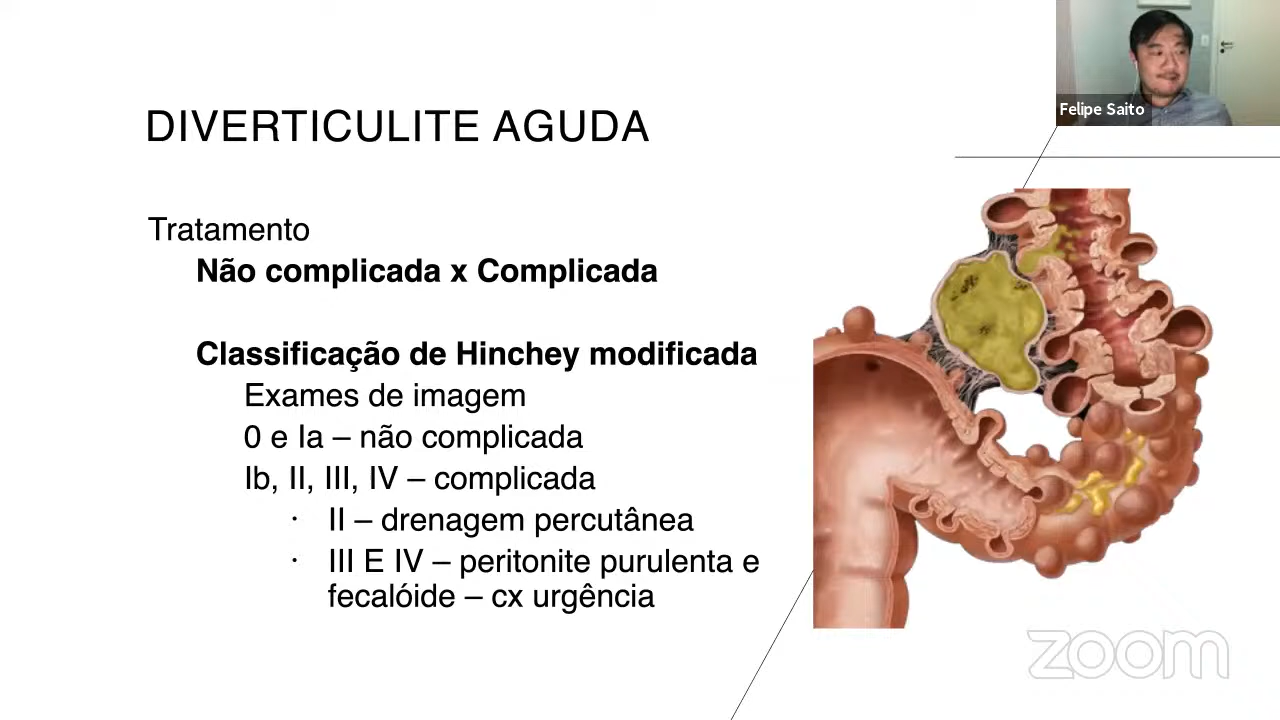 Felipe Saito
DIVERTICULITE AGUDA
Tratamento
Não complicada x Complicada
Classificação de Hinchey modificada
Exames de imagem
0 e Ia – não complicada
Ib, II, III, IV – complicada
· II – drenagem percutânea
· III E IV – peritonite purulenta e
fecalóide – cx urgência
zoom